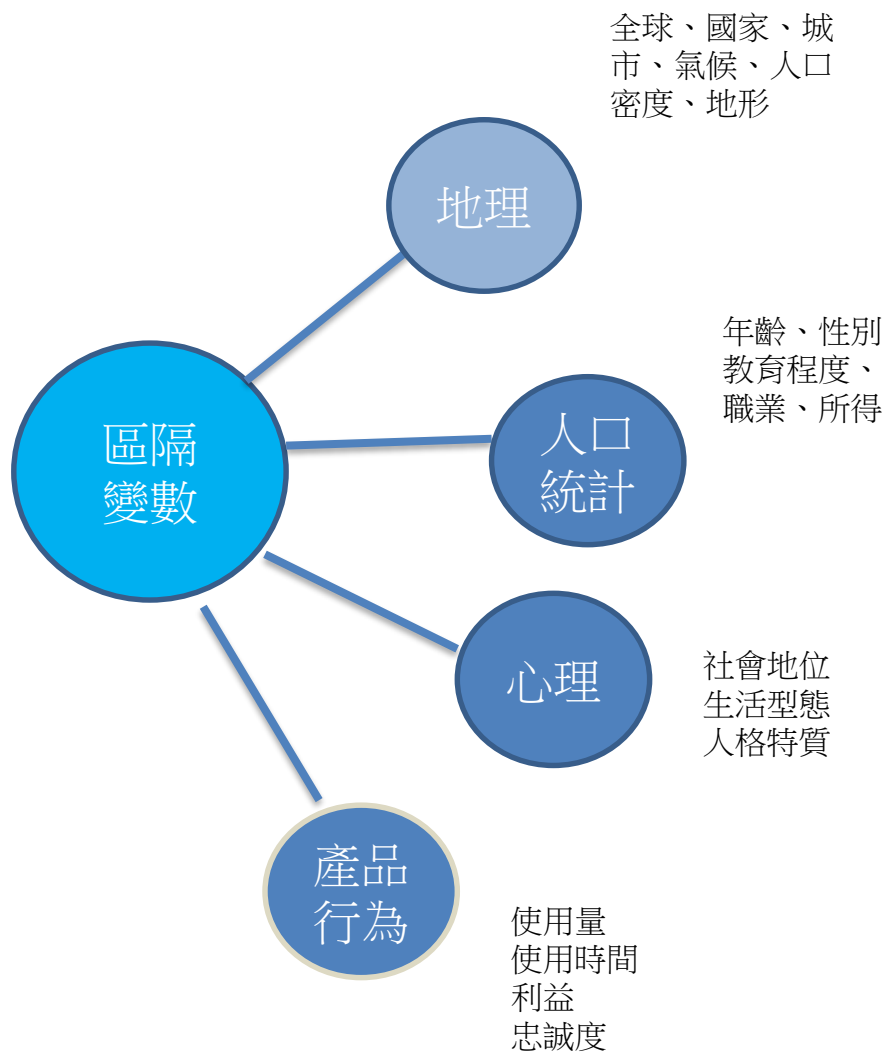 全球、國家、城
市、氣候、人口
密度、地形
地理
年齡、性別
教育程度、
職業、所得
人口
統計
區隔
變數
心理
社會地位
生活型態
人格特質
產品
行為
使用量
使用時間
利益
忠誠度